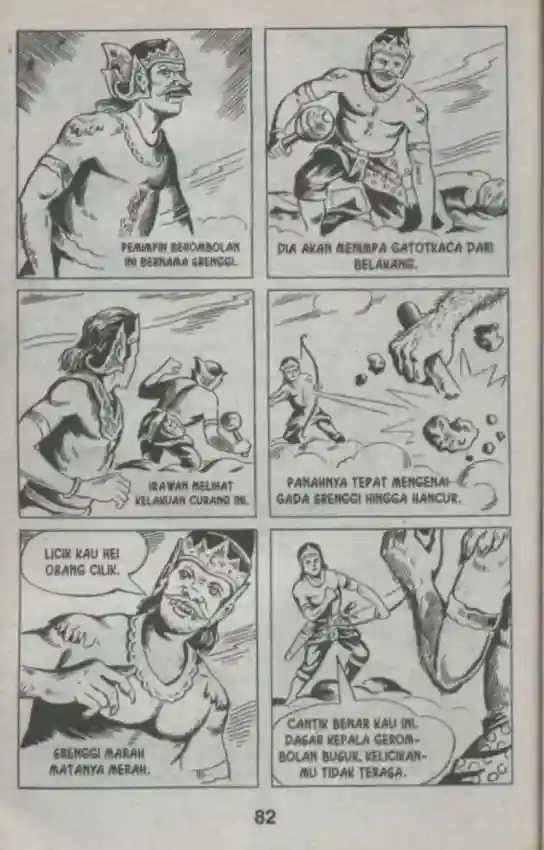 PEMIMPIN BEROMBOLAN
INI BERNAMA GRENGGI.
DIA AKAN MENIMPA GATOTKACA DARI
BELAKANG.
IRAWAN MELIHAT
KELAKUAN CURANG INI.
PANAHNYA TEPAT MENGENAI
GADA GRENGGI HINGGA HANCUR.
LICIK KAU HEI
ORANG CILIK.
GRENGGI MARAH
MATANYA MERAH.
CANTIK BENAR KAU INI.
DASAR KEPALA GEROM-
BOLAN BUSUK. KELICIKAN-
MU TIDAK TERAGA.
82